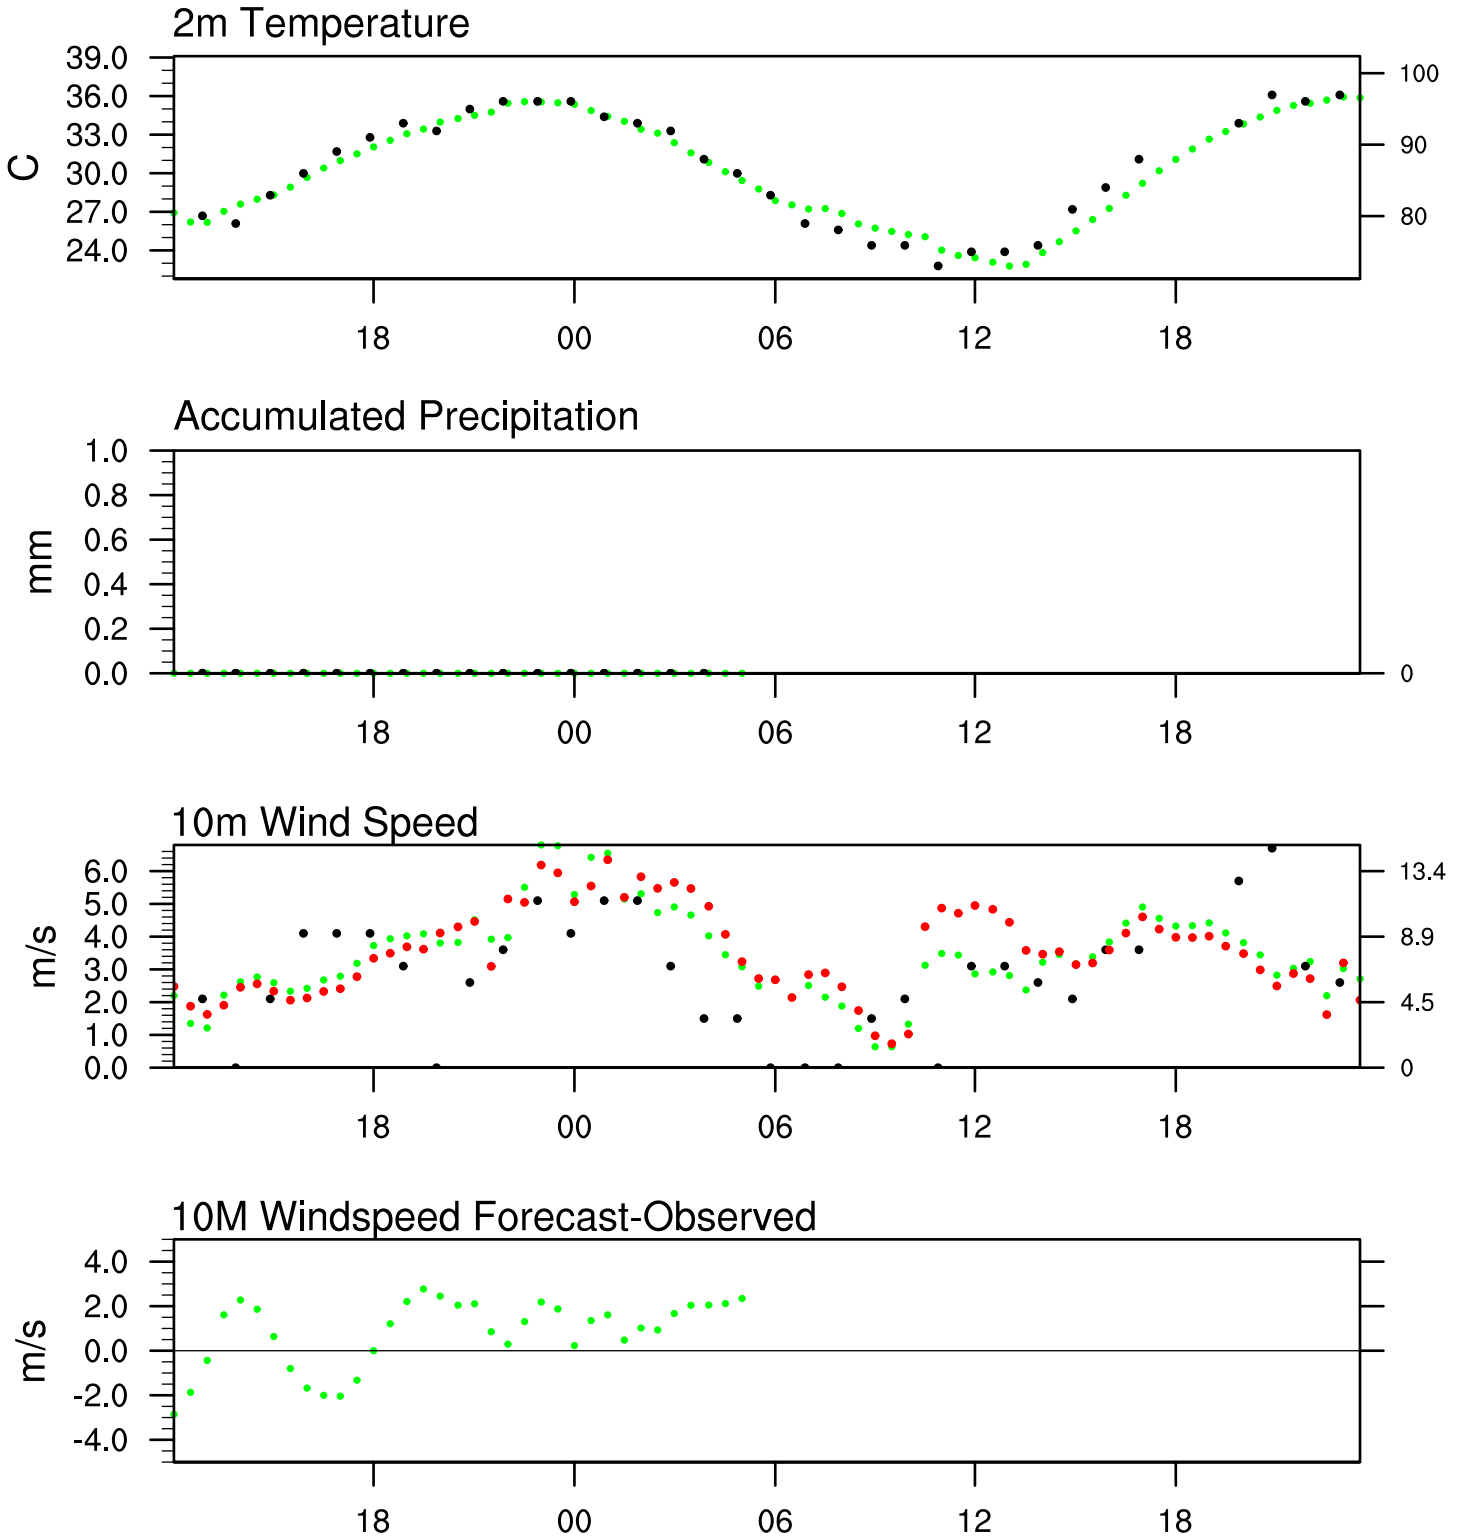 2m Temperature
39.0
36.0
33.0
30.0
27.0
24.0
C
100
90
80
18 00 06 12 18
Accumulated Precipitation
1.0
0.8
0.6
0.4
0.2
0.0
mm
0
18 00 06 12 18
10m Wind Speed
6.0
5.0
4.0
3.0
2.0
1.0
0.0
m/s
13.4
8.9
4.5
0
18 00 06 12 18
10M Windspeed Forecast-Observed
4.0
2.0
0.0
-2.0
-4.0
m/s
18 00 06 12 18